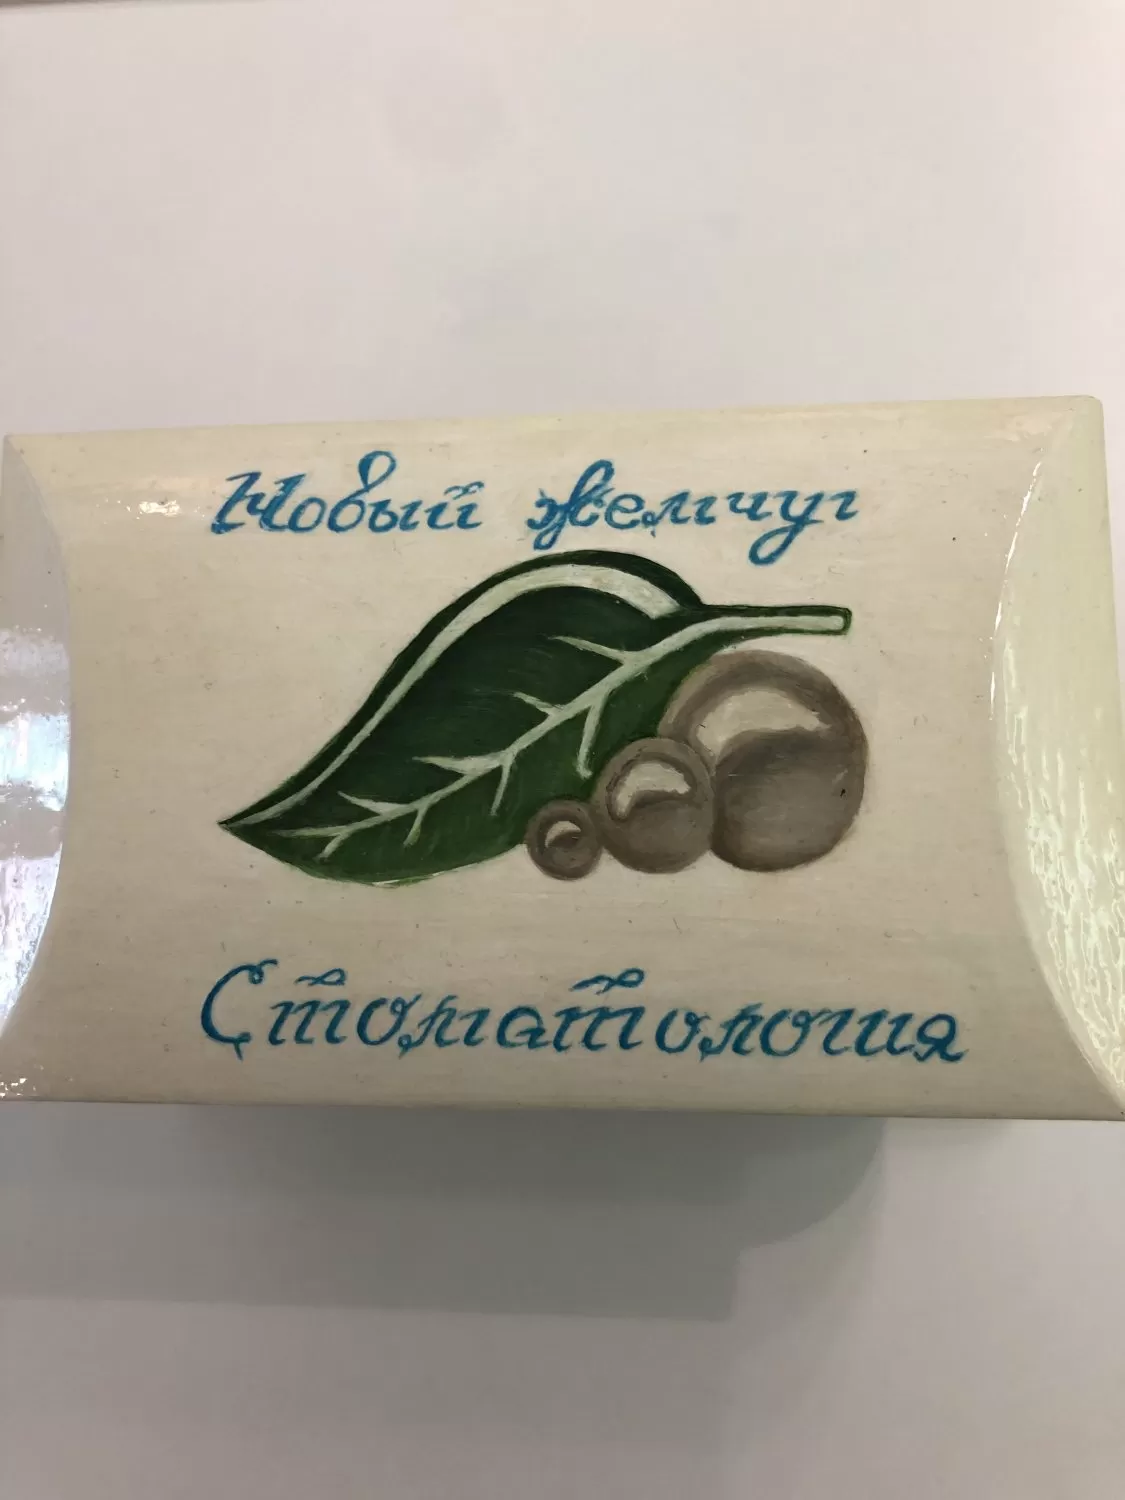 Новый жемчуг
Стоматология